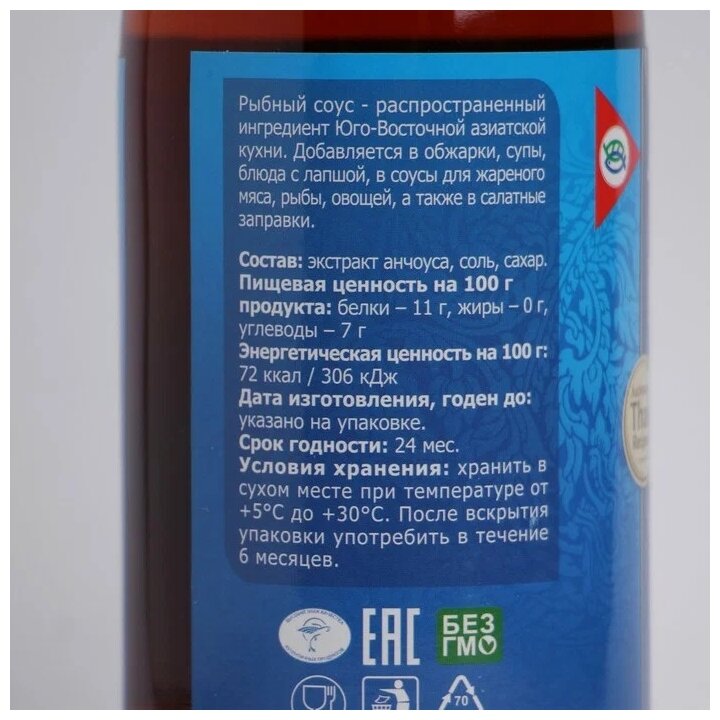 Рыбный соус - распространенный
ингредиент Юго-Восточной азиатской
кухни. Добавляется в обжарки, супы,
блюда с лапшой, в соусы для жареного
мяса, рыбы, овощей, а также в салатные
заправки.
Состав: экстракт анчоуса, соль, сахар.
Пищевая ценность на 100 г
продукта: белки – 11 г, жиры – 0 г,
углеводы – 7 г
Энергетическая ценность на 100 г:
72 ккал / 306 кДж
Дата изготовления, годен до:
указано на упаковке.
Срок годности: 24 мес.
Условия хранения: хранить в
сухом месте при температуре от
+5°C до +30°C. После вскрытия
упаковки употребить в течение
6 месяцев.
EAC
БЕЗ
ГМО
70